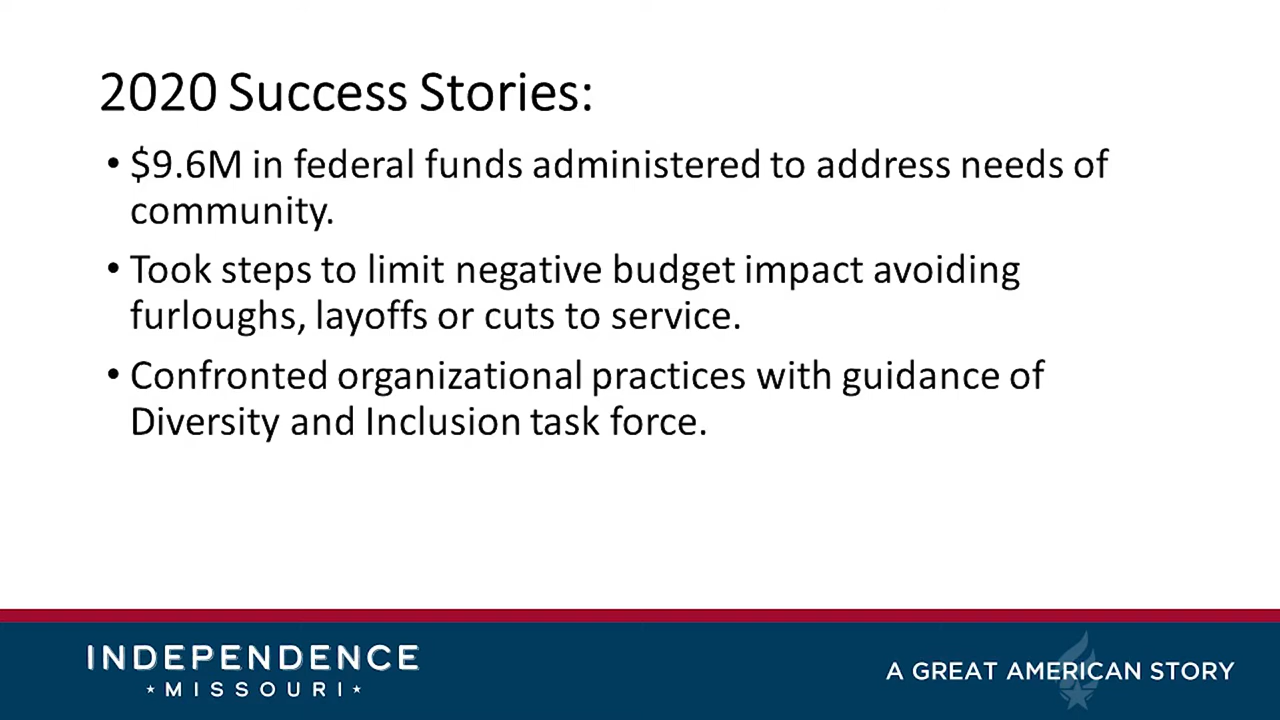 2020 Success Stories:
• $9.6M in federal funds administered to address needs of
community.
• Took steps to limit negative budget impact avoiding
furloughs, layoffs or cuts to service.
• Confronted organizational practices with guidance of
Diversity and Inclusion task force.
INDEPENDENCE
★ MISSOURI ★
A GREAT AMERICAN STORY